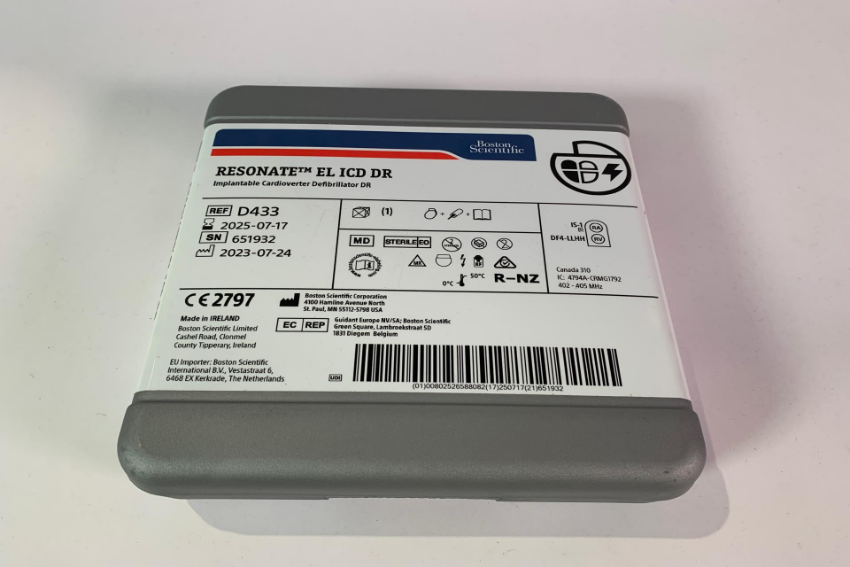 Boston
Scientific
RESONATE™ EL ICD DR
Implantable Cardioverter Defibrillator DR
REF D433
2025-07-17
SN 651932
2023-07-24
(1)
MD STERILE EO
50°C
0°C
R-NZ
IS-1
BI
RA
DF4-LLHH
RV
Canada 310
IC: 4794A-CRMG1792
402 - 405 MHz
CE 2797
Made in IRELAND
Boston Scientific Limited
Cashel Road, Clonmel
County Tipperary, Ireland
EU Importer: Boston Scientific
International B.V., Vestastraat 6,
6468 EX Kerkrade, The Netherlands
Boston Scientific Corporation
4100 Hamline Avenue North
St. Paul, MN 55112-5798 USA
EC REP
Guidant Europe NV/SA; Boston Scientific
Green Square, Lambroekstraat 5D
1831 Diegem Belgium
(01)00802526588082(17)250717(21)651932